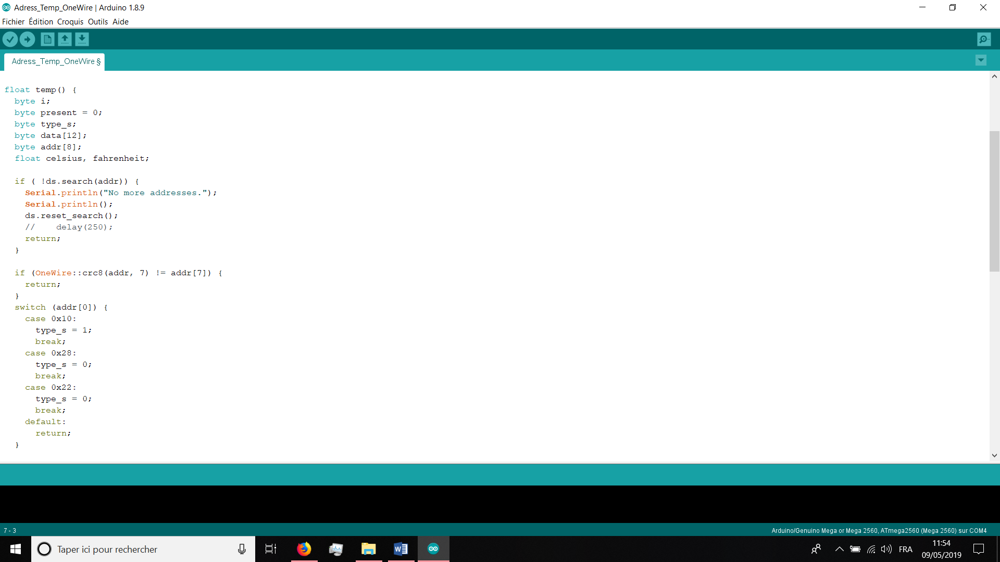 Adress_Temp_OneWire | Arduino 1.8.9
Fichier Édition Croquis Outils Aide
Adress_Temp_OneWire §
float temp() {
  byte i;
  byte present = 0;
  byte type_s;
  byte data[12];
  byte addr[8];
  float celsius, fahrenheit;
  if ( !ds.search(addr)) {
    Serial.println("No more addresses.");
    Serial.println();
    ds.reset_search();
    //    delay(250);
    return;
  }
  if (OneWire::crc8(addr, 7) != addr[7]) {
    return;
  }
  switch (addr[0]) {
    case 0x10:
      type_s = 1;
      break;
    case 0x28:
      type_s = 0;
      break;
    case 0x22:
      type_s = 0;
      break;
    default:
      return;
  }
7 - 3
Arduino/Genuino Mega or Mega 2560, ATmega2560 (Mega 2560) sur COM4
Taper ici pour rechercher
FRA
11:54
09/05/2019